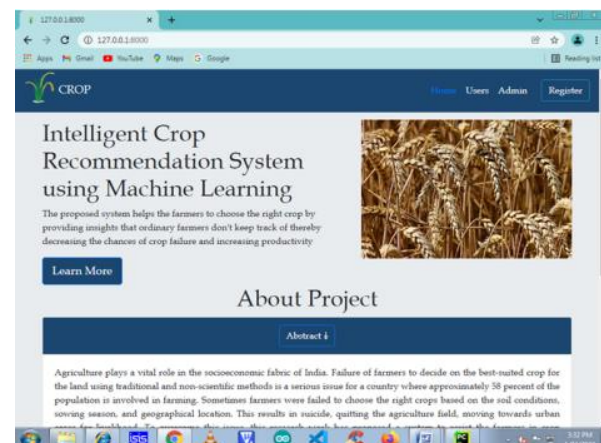 127.0.0.1:8000
127.0.0.1:8000
Apps Gmail YouTube Maps Google Reading list
CROP Home Users Admin Register
Intelligent Crop
Recommendation System
using Machine Learning
The proposed system helps the farmers to choose the right crop by
providing insights that ordinary farmers don't keep track of thereby
decreasing the chances of crop failure and increasing productivity
Learn More
About Project
Abstract
Agriculture plays a vital role in the socioeconomic fabric of India. Failure of farmers to decide on the best-suited crop for
the land using traditional and non-scientific methods is a serious issue for a country where approximately 58 percent of the
population is involved in farming. Sometimes farmers were failed to choose the right crops based on the soil conditions,
sowing season, and geographical location. This results in suicide, quitting the agriculture field, moving towards urban
3:32 PM